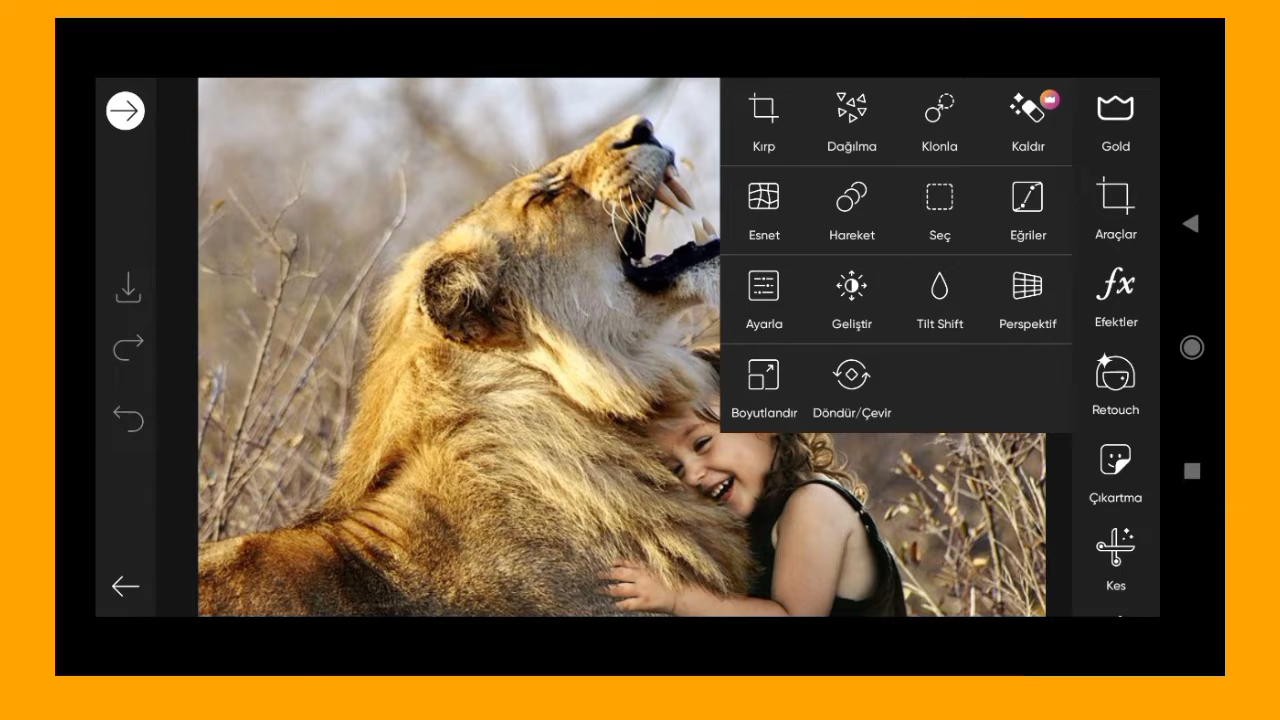 Kırp
Dağılma
Klonla
Kaldır
Gold
Esnet
Hareket
Seç
Eğriler
Araçlar
Ayarla
Geliştir
Tilt Shift
Perspektif
Efektler
Boyutlandır
Döndür/Çevir
Retouch
Çıkartma
Kes